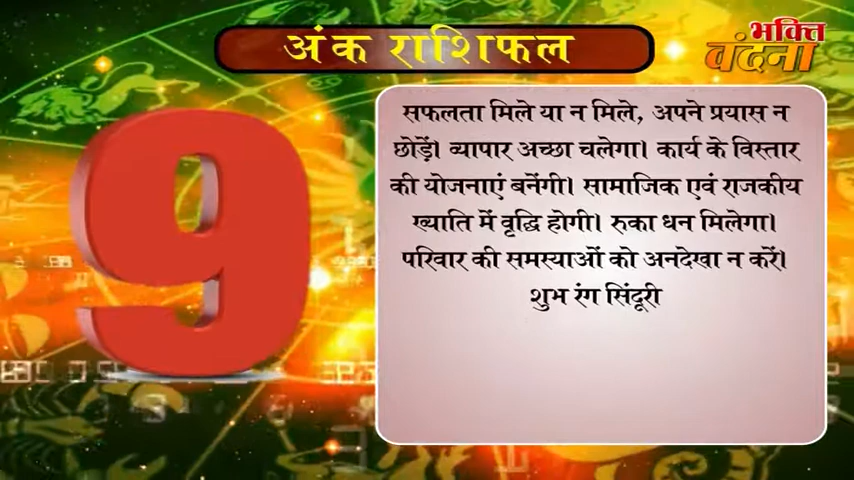 अंक राशिफल
भक्ति
वंदना
9
सफलता मिले या न मिले, अपने प्रयास न
छोड़ें। व्यापार अच्छा चलेगा। कार्य के विस्तार
की योजनाएं बनेंगी। सामाजिक एवं राजकीय
ख्याति में वृद्धि होगी। रुका धन मिलेगा।
परिवार की समस्याओं को अनदेखा न करें।
शुभ रंग सिंदूरी